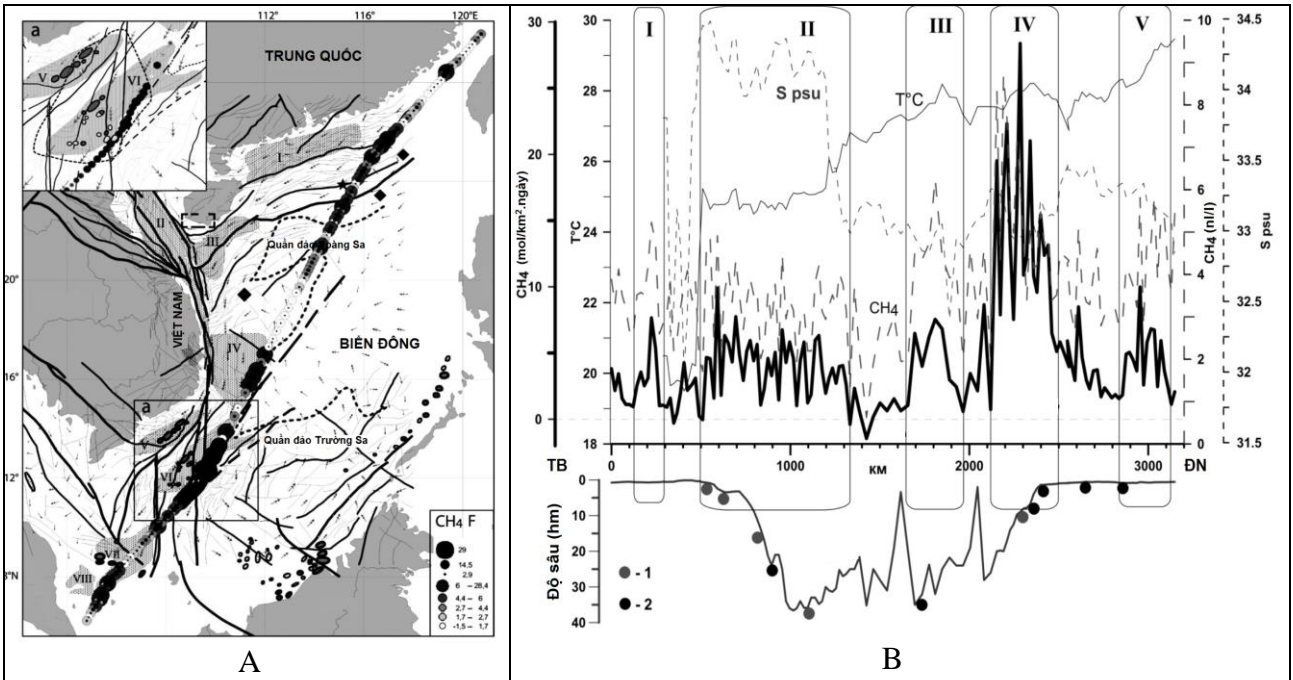 a
112°
116°
120°E
TRUNG QUỐC
V
VI
I
II
III
Quần đảo Hoàng Sa
20°
VIỆT NAM
IV
BIỂN ĐÔNG
16°
a
V
Quần đảo Trường Sa
VI
12°
VII
VIII
8°N
CH₄ F
29
14,5
2,9
6 – 28,4
4,4 – 6
2,7 – 4,4
1,7 – 2,7
-1,5 – 1,7
A
CH₄ (mol/km².ngày)
30
20
10
0
T°C
30
28
26
24
22
20
18
I
II
III
IV
V
S psu
T°C
CH₄
10
8
6
4
2
0
CH₄ (nl/l)
34.5
34
33.5
33
32.5
32
31.5
S psu
0
1000
KM
2000
3000
TB
ĐN
Độ sâu (hm)
0
10
20
30
40
- 1
- 2
B